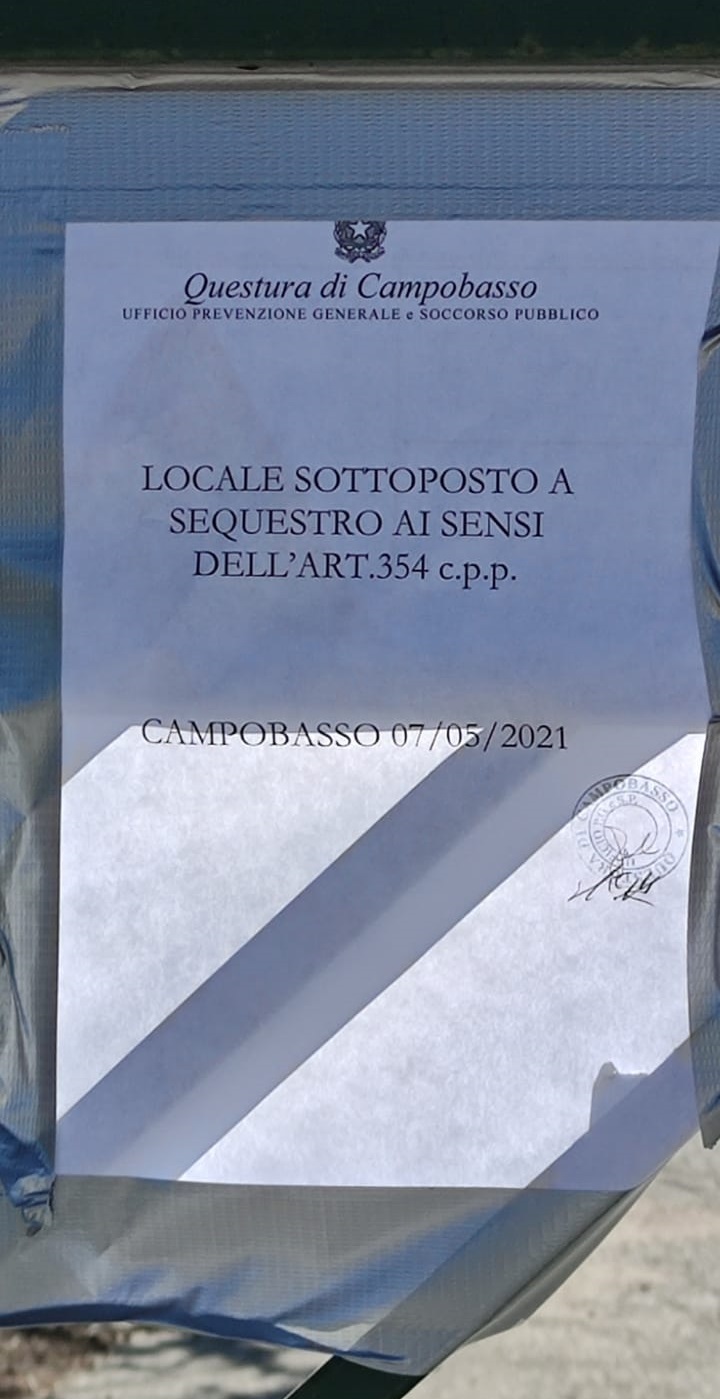 Questura di Campobasso
UFFICIO PREVENZIONE GENERALE e SOCCORSO PUBBLICO
LOCALE SOTTOPOSTO A
SEQUESTRO AI SENSI
DELL'ART.354 c.p.p.
CAMPOBASSO 07/05/2021
CAMPOBASSO